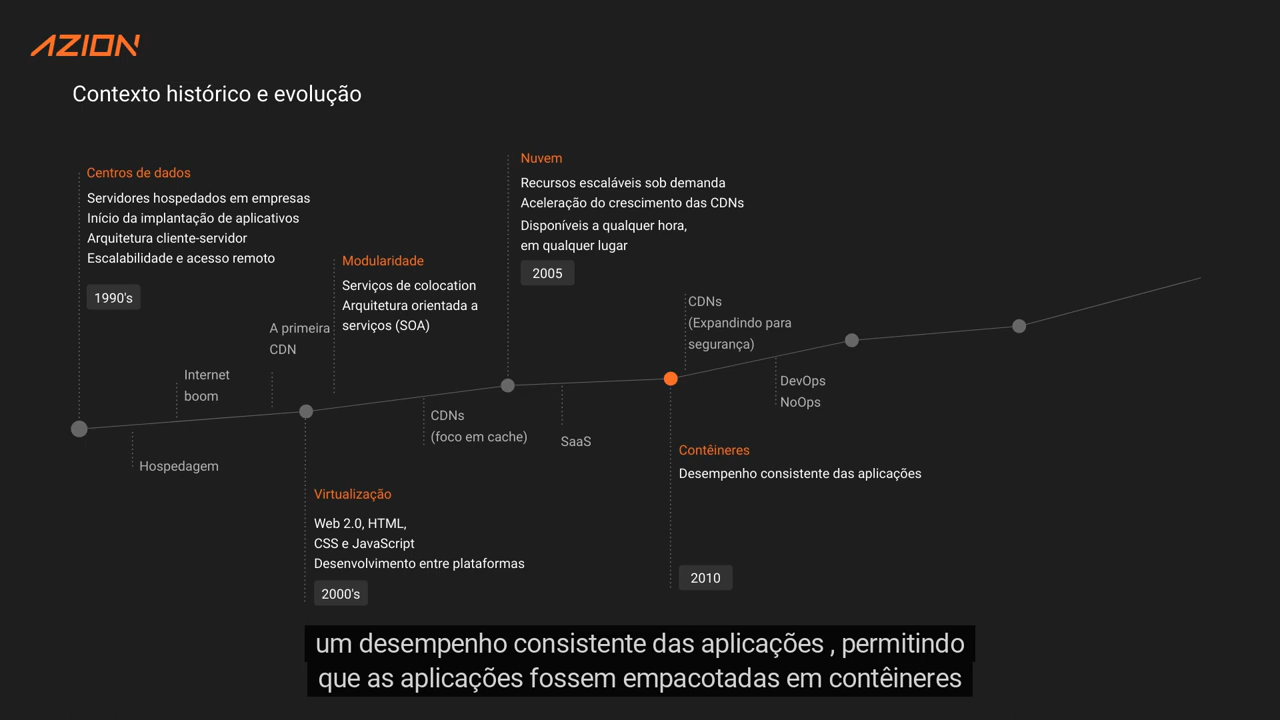 AZION
Contexto histórico e evolução
Centros de dados
Servidores hospedados em empresas
Início da implantação de aplicativos
Arquitetura cliente-servidor
Escalabilidade e acesso remoto
1990's
Hospedagem
Internet
boom
A primeira
CDN
Virtualização
Web 2.0, HTML,
CSS e JavaScript
Desenvolvimento entre plataformas
2000's
Modularidade
Serviços de colocation
Arquitetura orientada a
serviços (SOA)
CDNs
(foco em cache)
Nuvem
Recursos escaláveis sob demanda
Aceleração do crescimento das CDNs
Disponíveis a qualquer hora,
em qualquer lugar
2005
SaaS
Contêineres
Desempenho consistente das aplicações
2010
CDNs
(Expandindo para
segurança)
DevOps
NoOps
um desempenho consistente das aplicações , permitindo
que as aplicações fossem empacotadas em contêineres